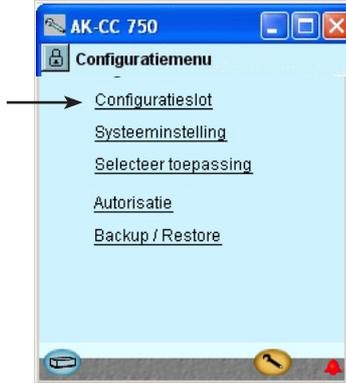 AK-CC 750
Configuratiemenu
Configuratieslot
Systeeminstelling
Selecteer toepassing
Autorisatie
Backup / Restore